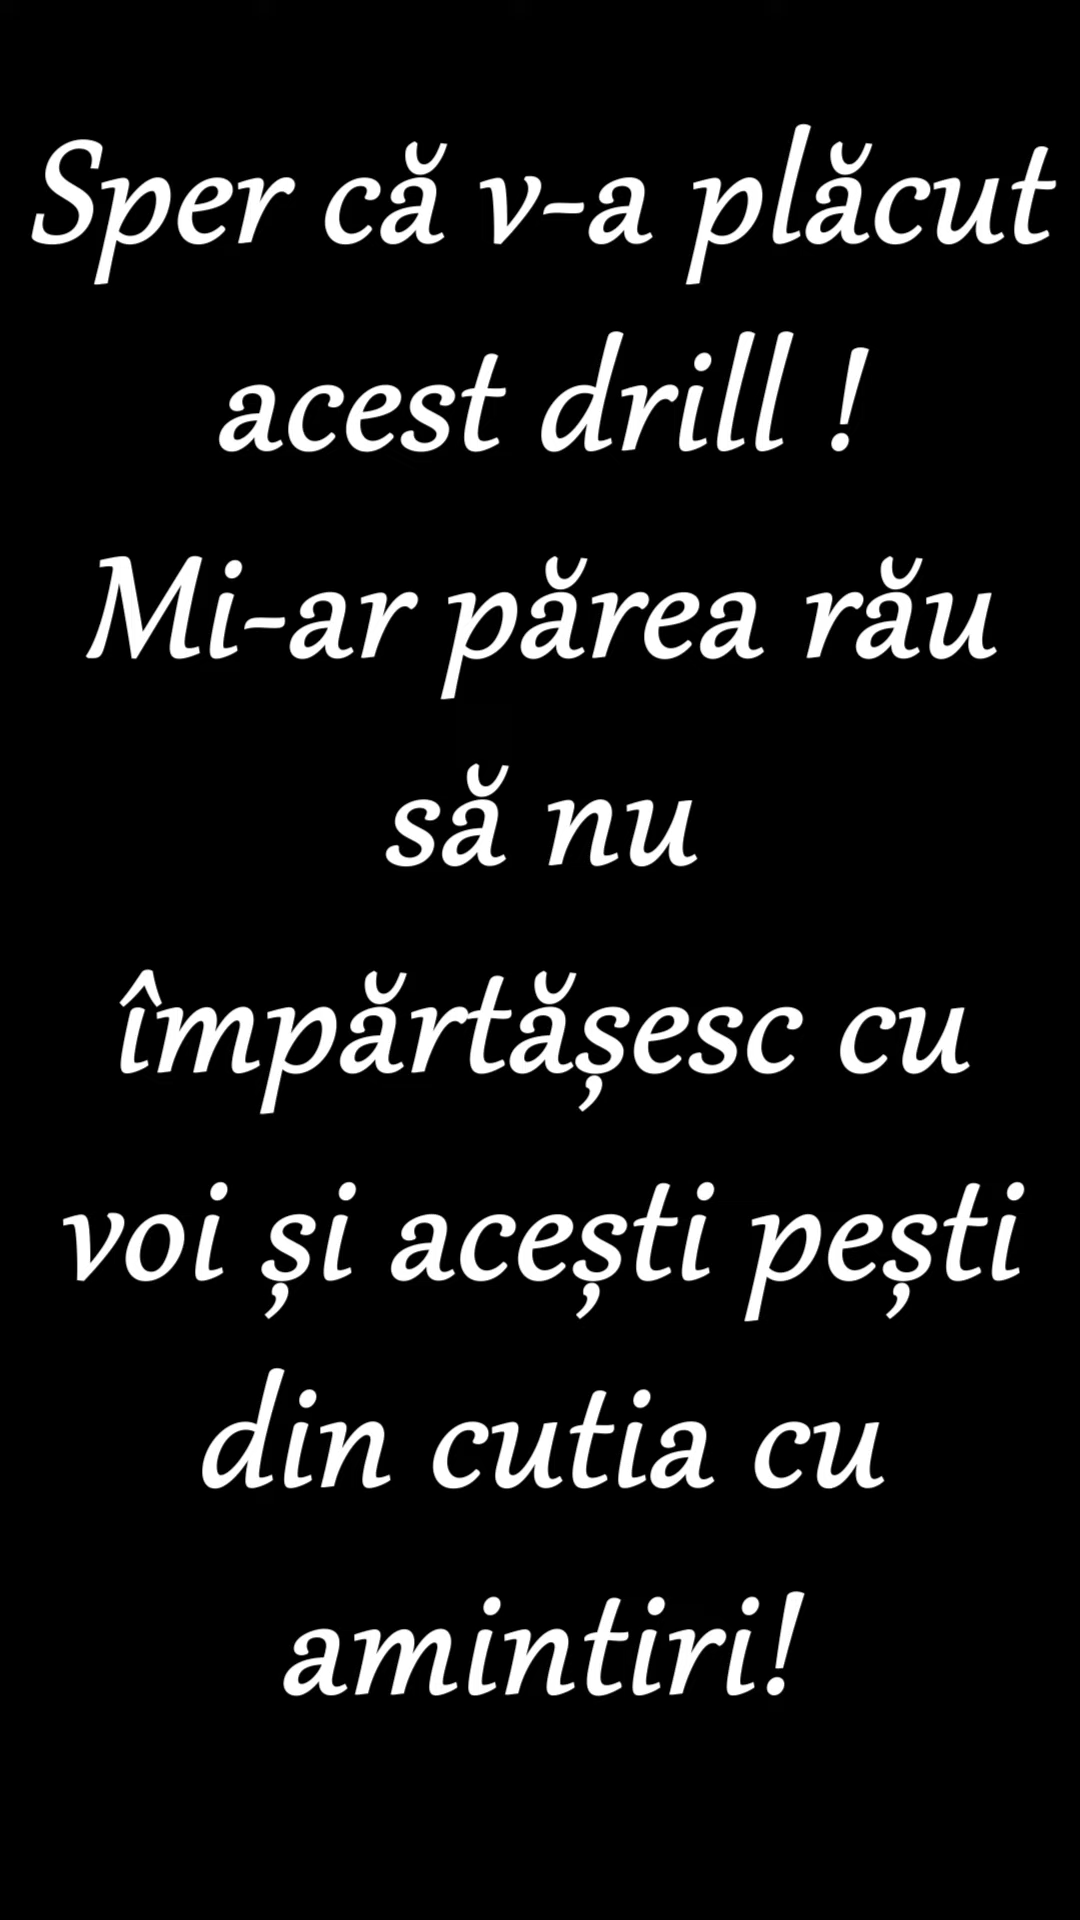 Sper că v-a plăcut
acest drill !
Mi-ar părea rău
să nu
împărtășesc cu
voi și acești pești
din cutia cu
amintiri!